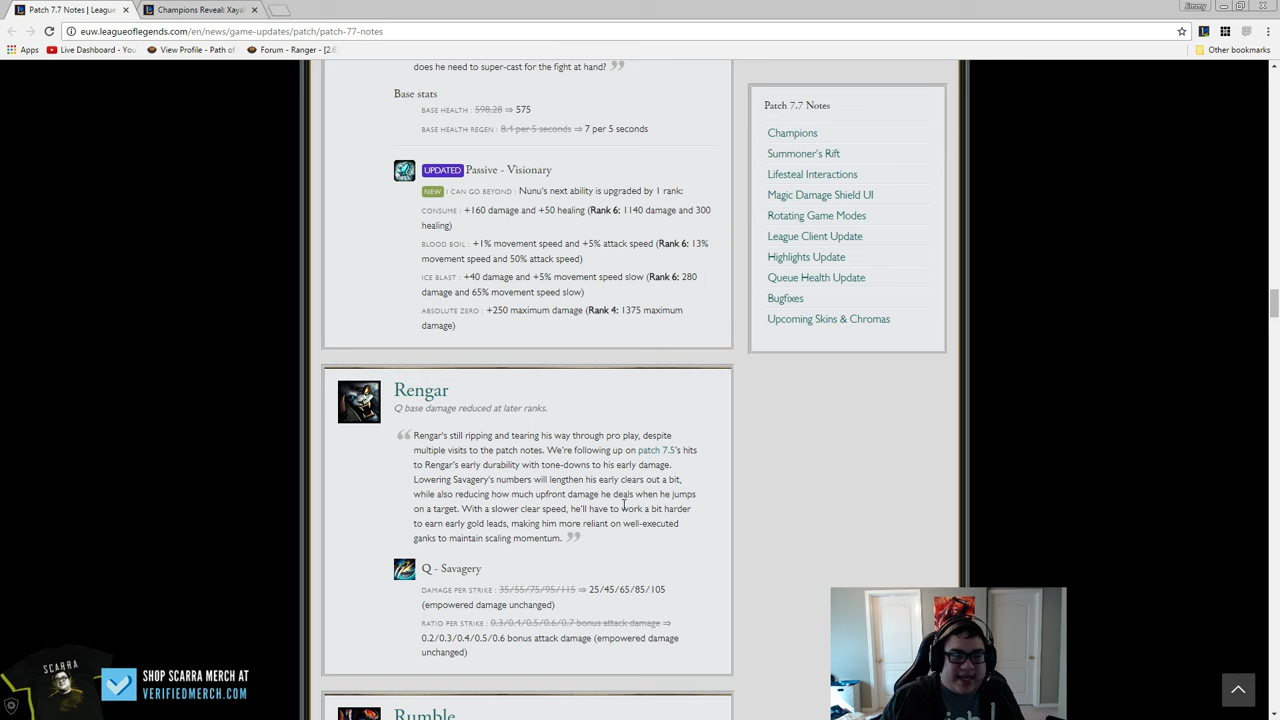 Patch 7.7 Notes | League
Champions Reveal: Xaya
Jimmy
euw.leagueoflegends.com/en/news/game-updates/patch/patch-77-notes
Apps
Live Dashboard - You
View Profile - Path of
Forum - Ranger - [2.6
Other bookmarks
does he need to super-cast for the fight at hand?
Base stats
BASE HEALTH : 598.28 ⇒ 575
BASE HEALTH REGEN : 8.4 per 5 seconds ⇒ 7 per 5 seconds
UPDATED Passive - Visionary
NEW I CAN GO BEYOND : Nunu's next ability is upgraded by 1 rank:
CONSUME : +160 damage and +50 healing (Rank 6: 1140 damage and 300
healing)
BLOOD BOIL : +1% movement speed and +5% attack speed (Rank 6: 13%
movement speed and 50% attack speed)
ICE BLAST : +40 damage and +5% movement speed slow (Rank 6: 280
damage and 65% movement speed slow)
ABSOLUTE ZERO : +250 maximum damage (Rank 4: 1375 maximum
damage)
Rengar
Q base damage reduced at later ranks.
Rengar's still ripping and tearing his way through pro play, despite
multiple visits to the patch notes. We're following up on patch 7.5's hits
to Rengar's early durability with tone-downs to his early damage.
Lowering Savagery's numbers will lengthen his early clears out a bit,
while also reducing how much upfront damage he deals when he jumps
on a target. With a slower clear speed, he'll have to work a bit harder
to earn early gold leads, making him more reliant on well-executed
ganks to maintain scaling momentum.
Q - Savagery
DAMAGE PER STRIKE : 35/55/75/95/115 ⇒ 25/45/65/85/105
(empowered damage unchanged)
RATIO PER STRIKE : 0.3/0.4/0.5/0.6/0.7 bonus attack damage ⇒
0.2/0.3/0.4/0.5/0.6 bonus attack damage (empowered damage
unchanged)
Rumble
Patch 7.7 Notes
Champions
Summoner's Rift
Lifesteal Interactions
Magic Damage Shield UI
Rotating Game Modes
League Client Update
Highlights Update
Queue Health Update
Bugfixes
Upcoming Skins & Chromas
SCARRA
SHOP SCARRA MERCH AT
VERIFIEDMERCH.COM